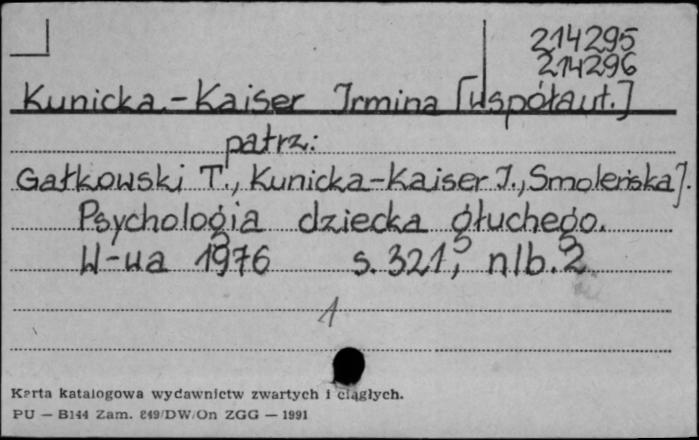 214295
214296
Kunicka-Kaiser Irmina [współaut.]
patrz:
Gałkowski T., Kunicka-Kaiser I., Smoleńska J.
Psychologia dziecka głuchego.
W-wa 1976 s. 321, nlb. 2
1
Karta katalogowa wydawnictw zwartych i ciągłych.
PU — B144 Zam. 849/DW/On ZGG — 1991